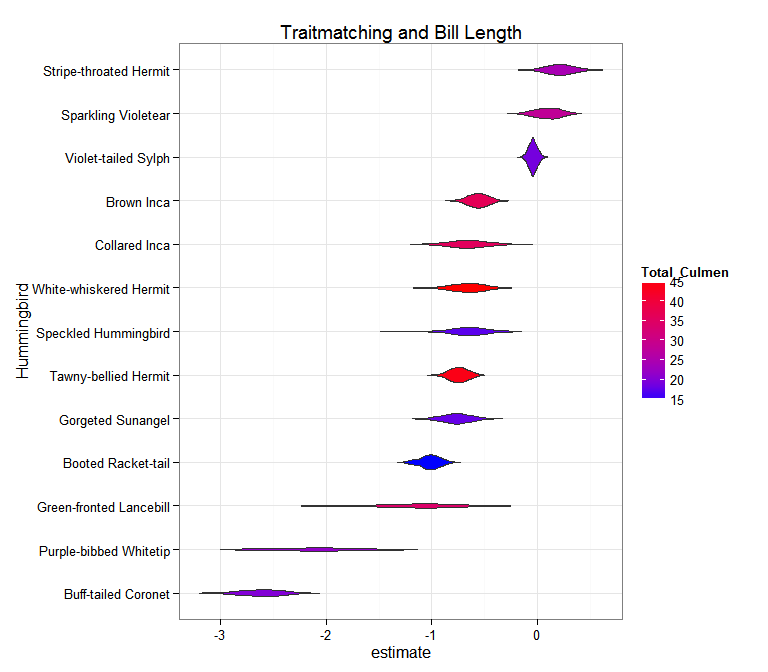 Traitmatching and Bill Length
Stripe-throated Hermit
Sparkling Violetear
Violet-tailed Sylph
Brown Inca
Collared Inca
White-whiskered Hermit
Speckled Hummingbird
Tawny-bellied Hermit
Gorgeted Sunangel
Booted Racket-tail
Green-fronted Lancebill
Purple-bibbed Whitetip
Buff-tailed Coronet
Hummingbird
-3 -2 -1 0
estimate
Total_Culmen
45
40
35
30
25
20
15